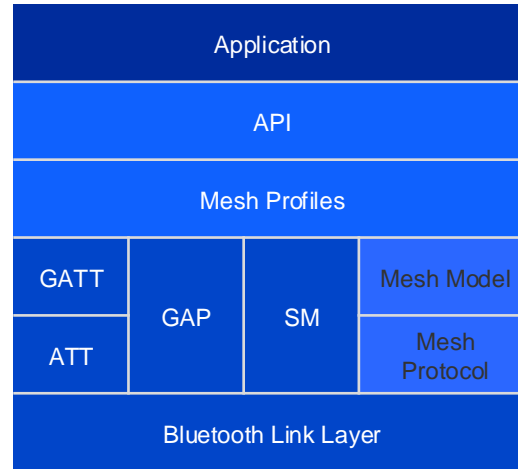 Application
API
Mesh Profiles
GATT
GAP
SM
Mesh Model
ATT
Mesh
Protocol
Bluetooth Link Layer